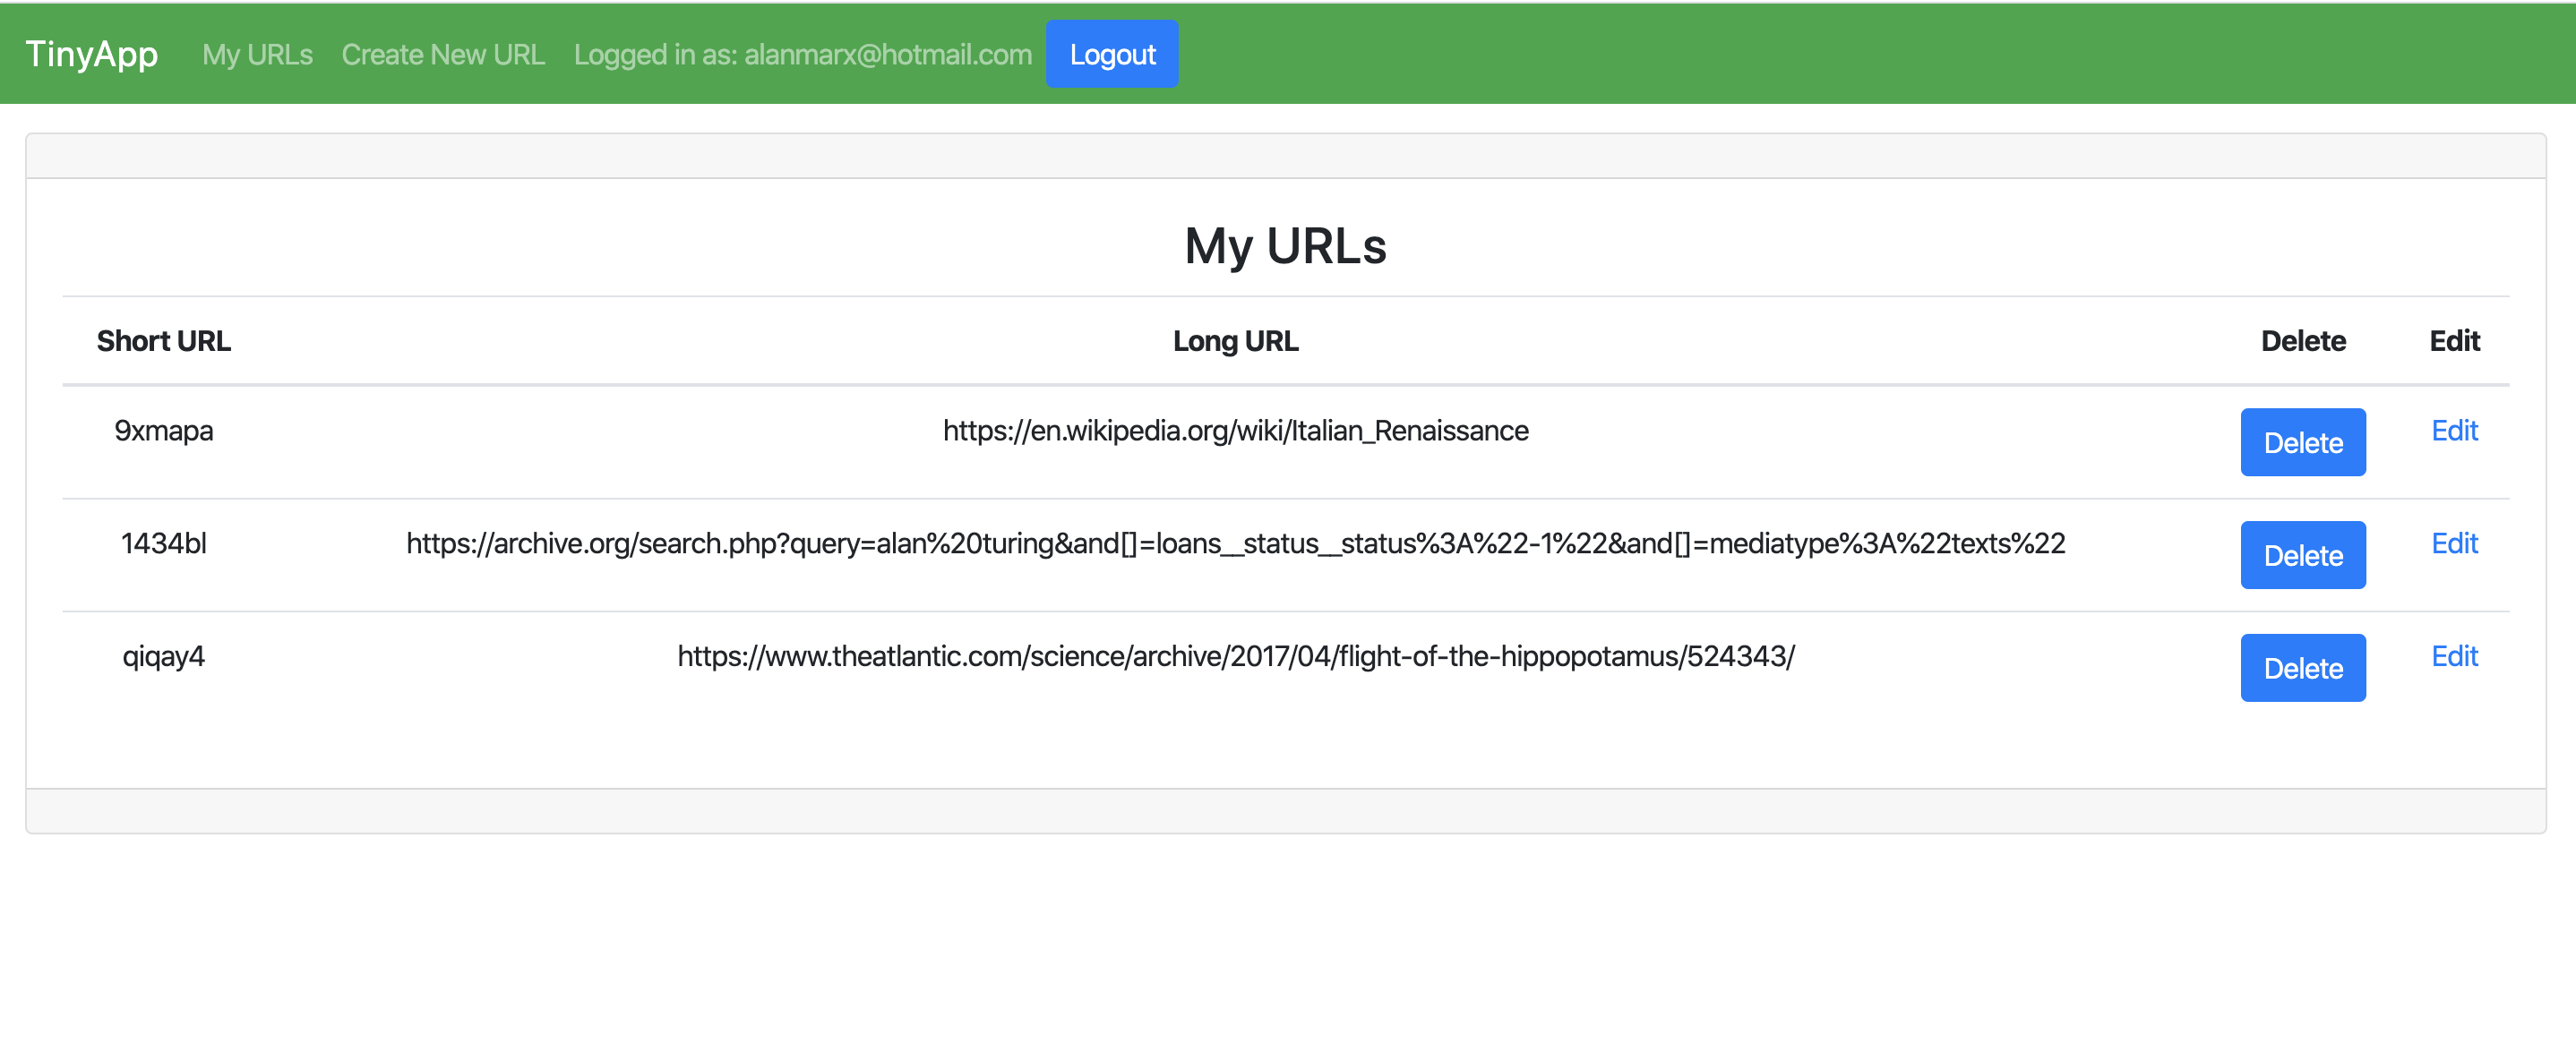 TinyApp My URLs Create New URL Logged in as: alanmarx@hotmail.com Logout
My URLs
Short URL Long URL Delete Edit
9xmapa https://en.wikipedia.org/wiki/Italian_Renaissance Delete Edit
1434bl https://archive.org/search.php?query=alan%20turing&and[]=loans__status__status%3A%22-1%22&and[]=mediatype%3A%22texts%22 Delete Edit
qiqay4 https://www.theatlantic.com/science/archive/2017/04/flight-of-the-hippopotamus/524343/ Delete Edit